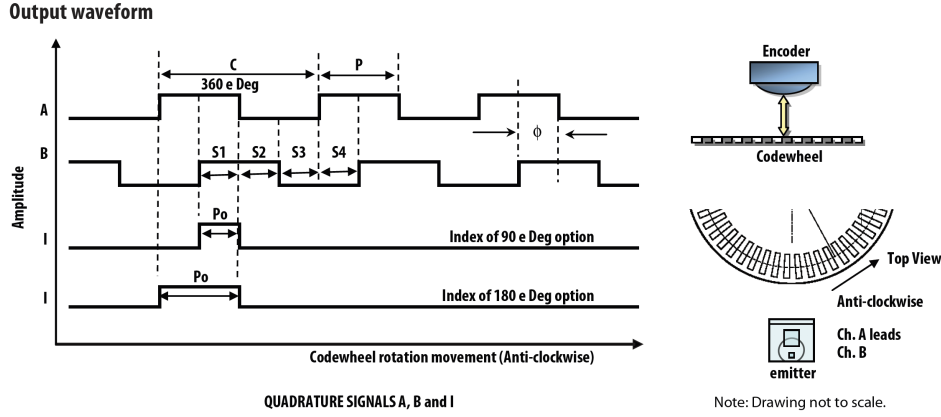 Output waveform
C
P
360 e Deg
A
ϕ
B
S1 S2 S3 S4
Amplitude
Po
I
Index of 90 e Deg option
Po
I
Index of 180 e Deg option
Codewheel rotation movement (Anti-clockwise)
QUADRATURE SIGNALS A, B and I
Encoder
Codewheel
Top View
Anti-clockwise
Ch. A leads
Ch. B
emitter
Note: Drawing not to scale.